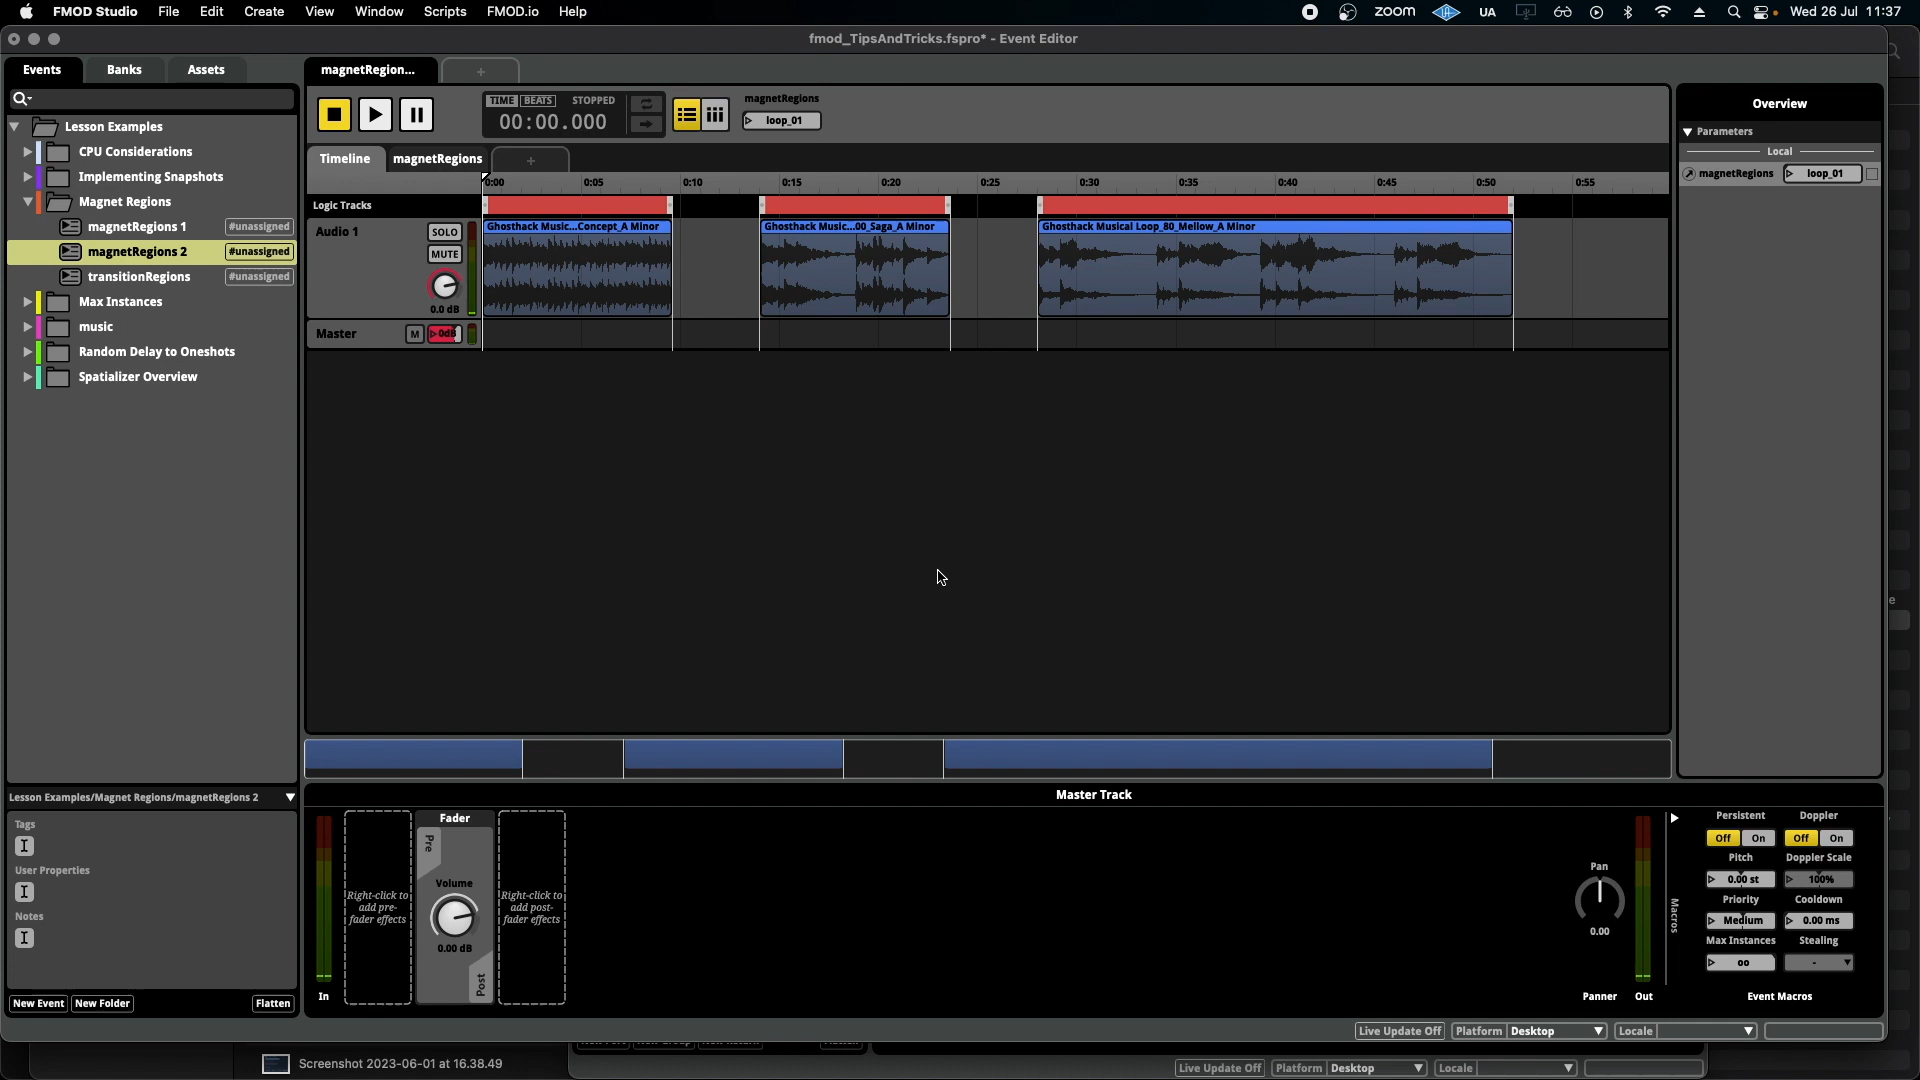 FMOD Studio File Edit Create View Window Scripts FMOD.io Help
ZOOM UA Wed 26 Jul 11:37
fmod_TipsAndTricks.fspro* - Event Editor
Events Banks Assets
magnetRegion... +
TIME BEATS STOPPED
00:00.000
magnetRegions
loop_01
Overview
Parameters
Local
magnetRegions loop_01
Lesson Examples
CPU Considerations
Implementing Snapshots
Magnet Regions
magnetRegions 1 #unassigned
magnetRegions 2 #unassigned
transitionRegions #unassigned
Max Instances
music
Random Delay to Oneshots
Spatializer Overview
Timeline magnetRegions +
0:00 0:05 0:10 0:15 0:20 0:25 0:30 0:35 0:40 0:45 0:50 0:55
Logic Tracks
Audio 1 SOLO
MUTE
0.0 dB
Ghosthack Music...Concept_A Minor
Ghosthack Music...00_Saga_A Minor
Ghosthack Musical Loop_80_Mellow_A Minor
Master M 0dB
Lesson Examples/Magnet Regions/magnetRegions 2
Tags
User Properties
Notes
New Event New Folder Flatten
Master Track
In
Right-click to
add pre-
fader effects
Fader
Pre
Volume
0.00 dB
Post
Right-click to
add post-
fader effects
Pan
0.00
Panner Out
Macros
Persistent Doppler
Off On Off On
Pitch Doppler Scale
0.00 st 100%
Priority Cooldown
Medium 0.00 ms
Max Instances Stealing
oo -
Event Macros
Live Update Off Platform Desktop Locale
Screenshot 2023-06-01 at 16.38.49
Live Update Off Platform Desktop Locale